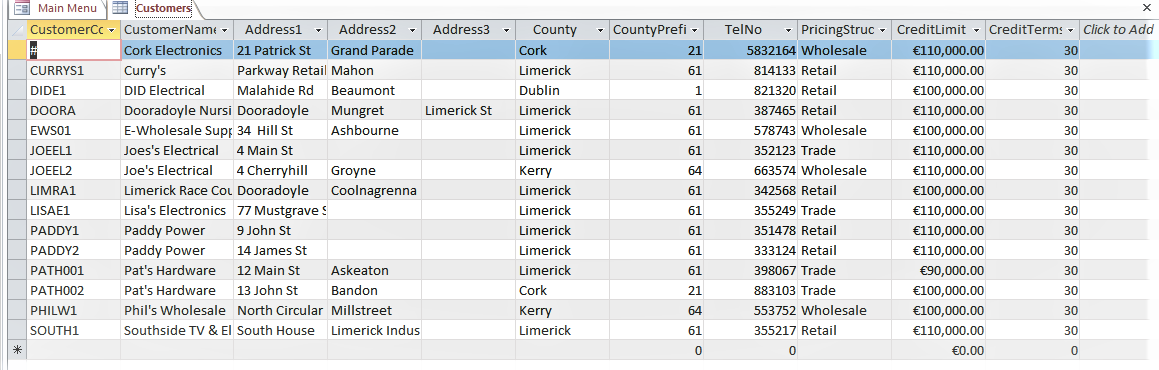 Main Menu Customers
CustomerCc CustomerName Address1 Address2 Address3 County CountyPrefi TelNo PricingStruc CreditLimit CreditTerms Click to Add
# Cork Electronics 21 Patrick St Grand Parade Cork 21 5832164 Wholesale €110,000.00 30
CURRYS1 Curry's Parkway Retail Mahon Limerick 61 814133 Retail €110,000.00 30
DIDE1 DID Electrical Malahide Rd Beaumont Dublin 1 821320 Retail €100,000.00 30
DOORA Dooradoyle Nursi Dooradoyle Mungret Limerick St Limerick 61 387465 Retail €110,000.00 30
EWS01 E-Wholesale Supp 34 Hill St Ashbourne Limerick 61 578743 Wholesale €100,000.00 30
JOEEL1 Joes's Electrical 4 Main St Limerick 61 352123 Trade €110,000.00 30
JOEEL2 Joe's Electrical 4 Cherryhill Groyne Kerry 64 663574 Wholesale €110,000.00 30
LIMRA1 Limerick Race Cou Dooradoyle Coolnagrenna Limerick 61 342568 Retail €100,000.00 30
LISAE1 Lisa's Electronics 77 Mustgrave S Limerick 61 355249 Trade €110,000.00 30
PADDY1 Paddy Power 9 John St Limerick 61 351478 Retail €110,000.00 30
PADDY2 Paddy Power 14 James St Limerick 61 333124 Retail €110,000.00 30
PATH001 Pat's Hardware 12 Main St Askeaton Limerick 61 398067 Trade €90,000.00 30
PATH002 Pat's Hardware 13 John St Bandon Cork 21 883103 Trade €100,000.00 30
PHILW1 Phil's Wholesale North Circular Millstreet Kerry 64 553752 Wholesale €100,000.00 30
SOUTH1 Southside TV & El South House Limerick Indus Limerick 61 355217 Retail €110,000.00 30
0 0 €0.00 0